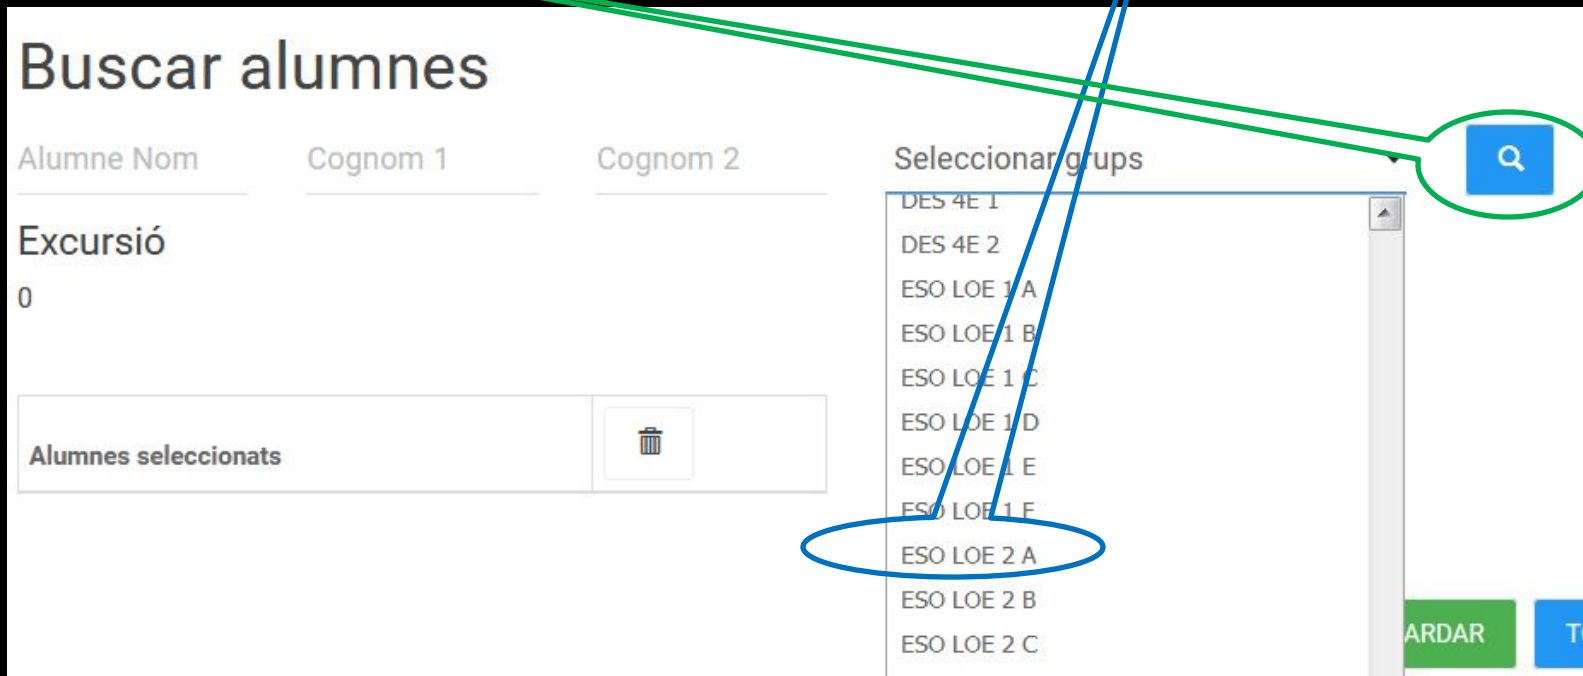 Buscar alumnes
Alumne Nom Cognom 1 Cognom 2 Seleccionar grups
Excursió
0
Alumnes seleccionats
DES 4E 1
DES 4E 2
ESO LOE 1 A
ESO LOE 1 B
ESO LOE 1 C
ESO LOE 1 D
ESO LOE 1 E
ESO LOE 1 F
ESO LOE 2 A
ESO LOE 2 B
ESO LOE 2 C
ARDAR